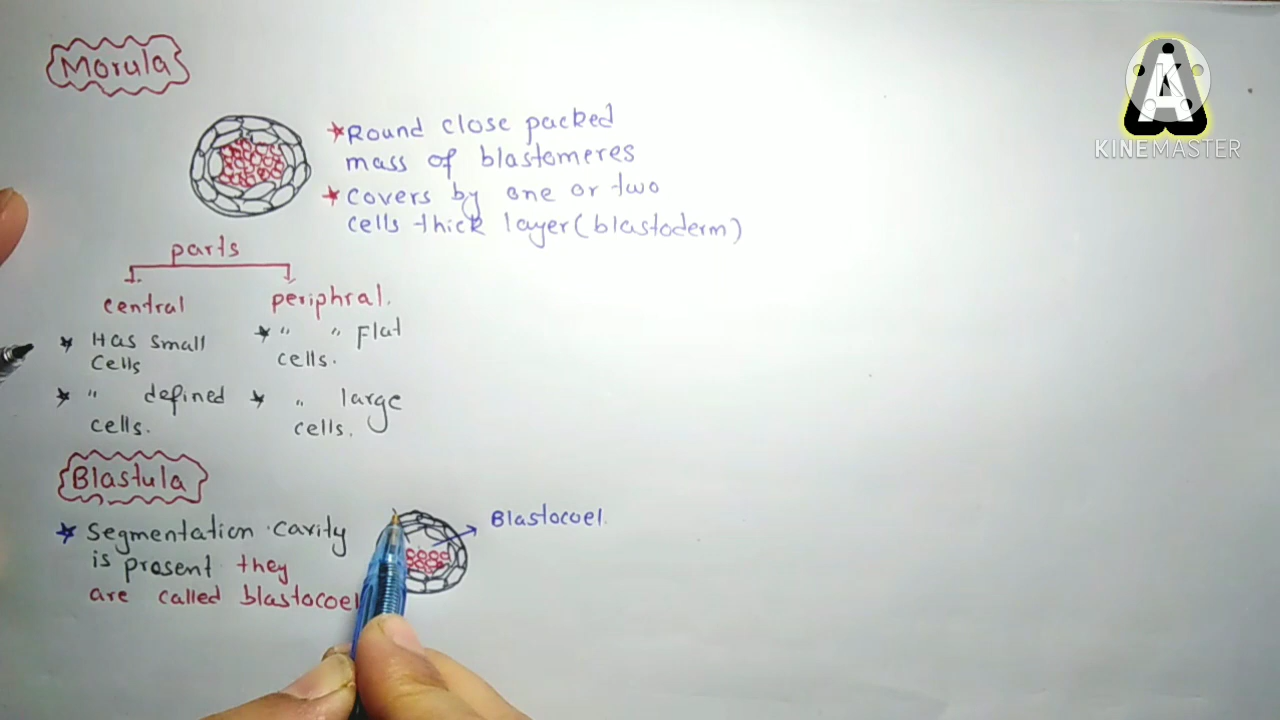 Morula
★Round close packed
mass of blastomeres
★Covers by one or two
cells thick layer(blastoderm)
parts
central
periphral.
★ Has small
cells
★ " " Flat
cells.
★ " defined
cells.
★ " large
cells.
Blastula
★ Segmentation cavity
is present they
are called blastocoel
Blastocoel.
A
K
KINEMASTER